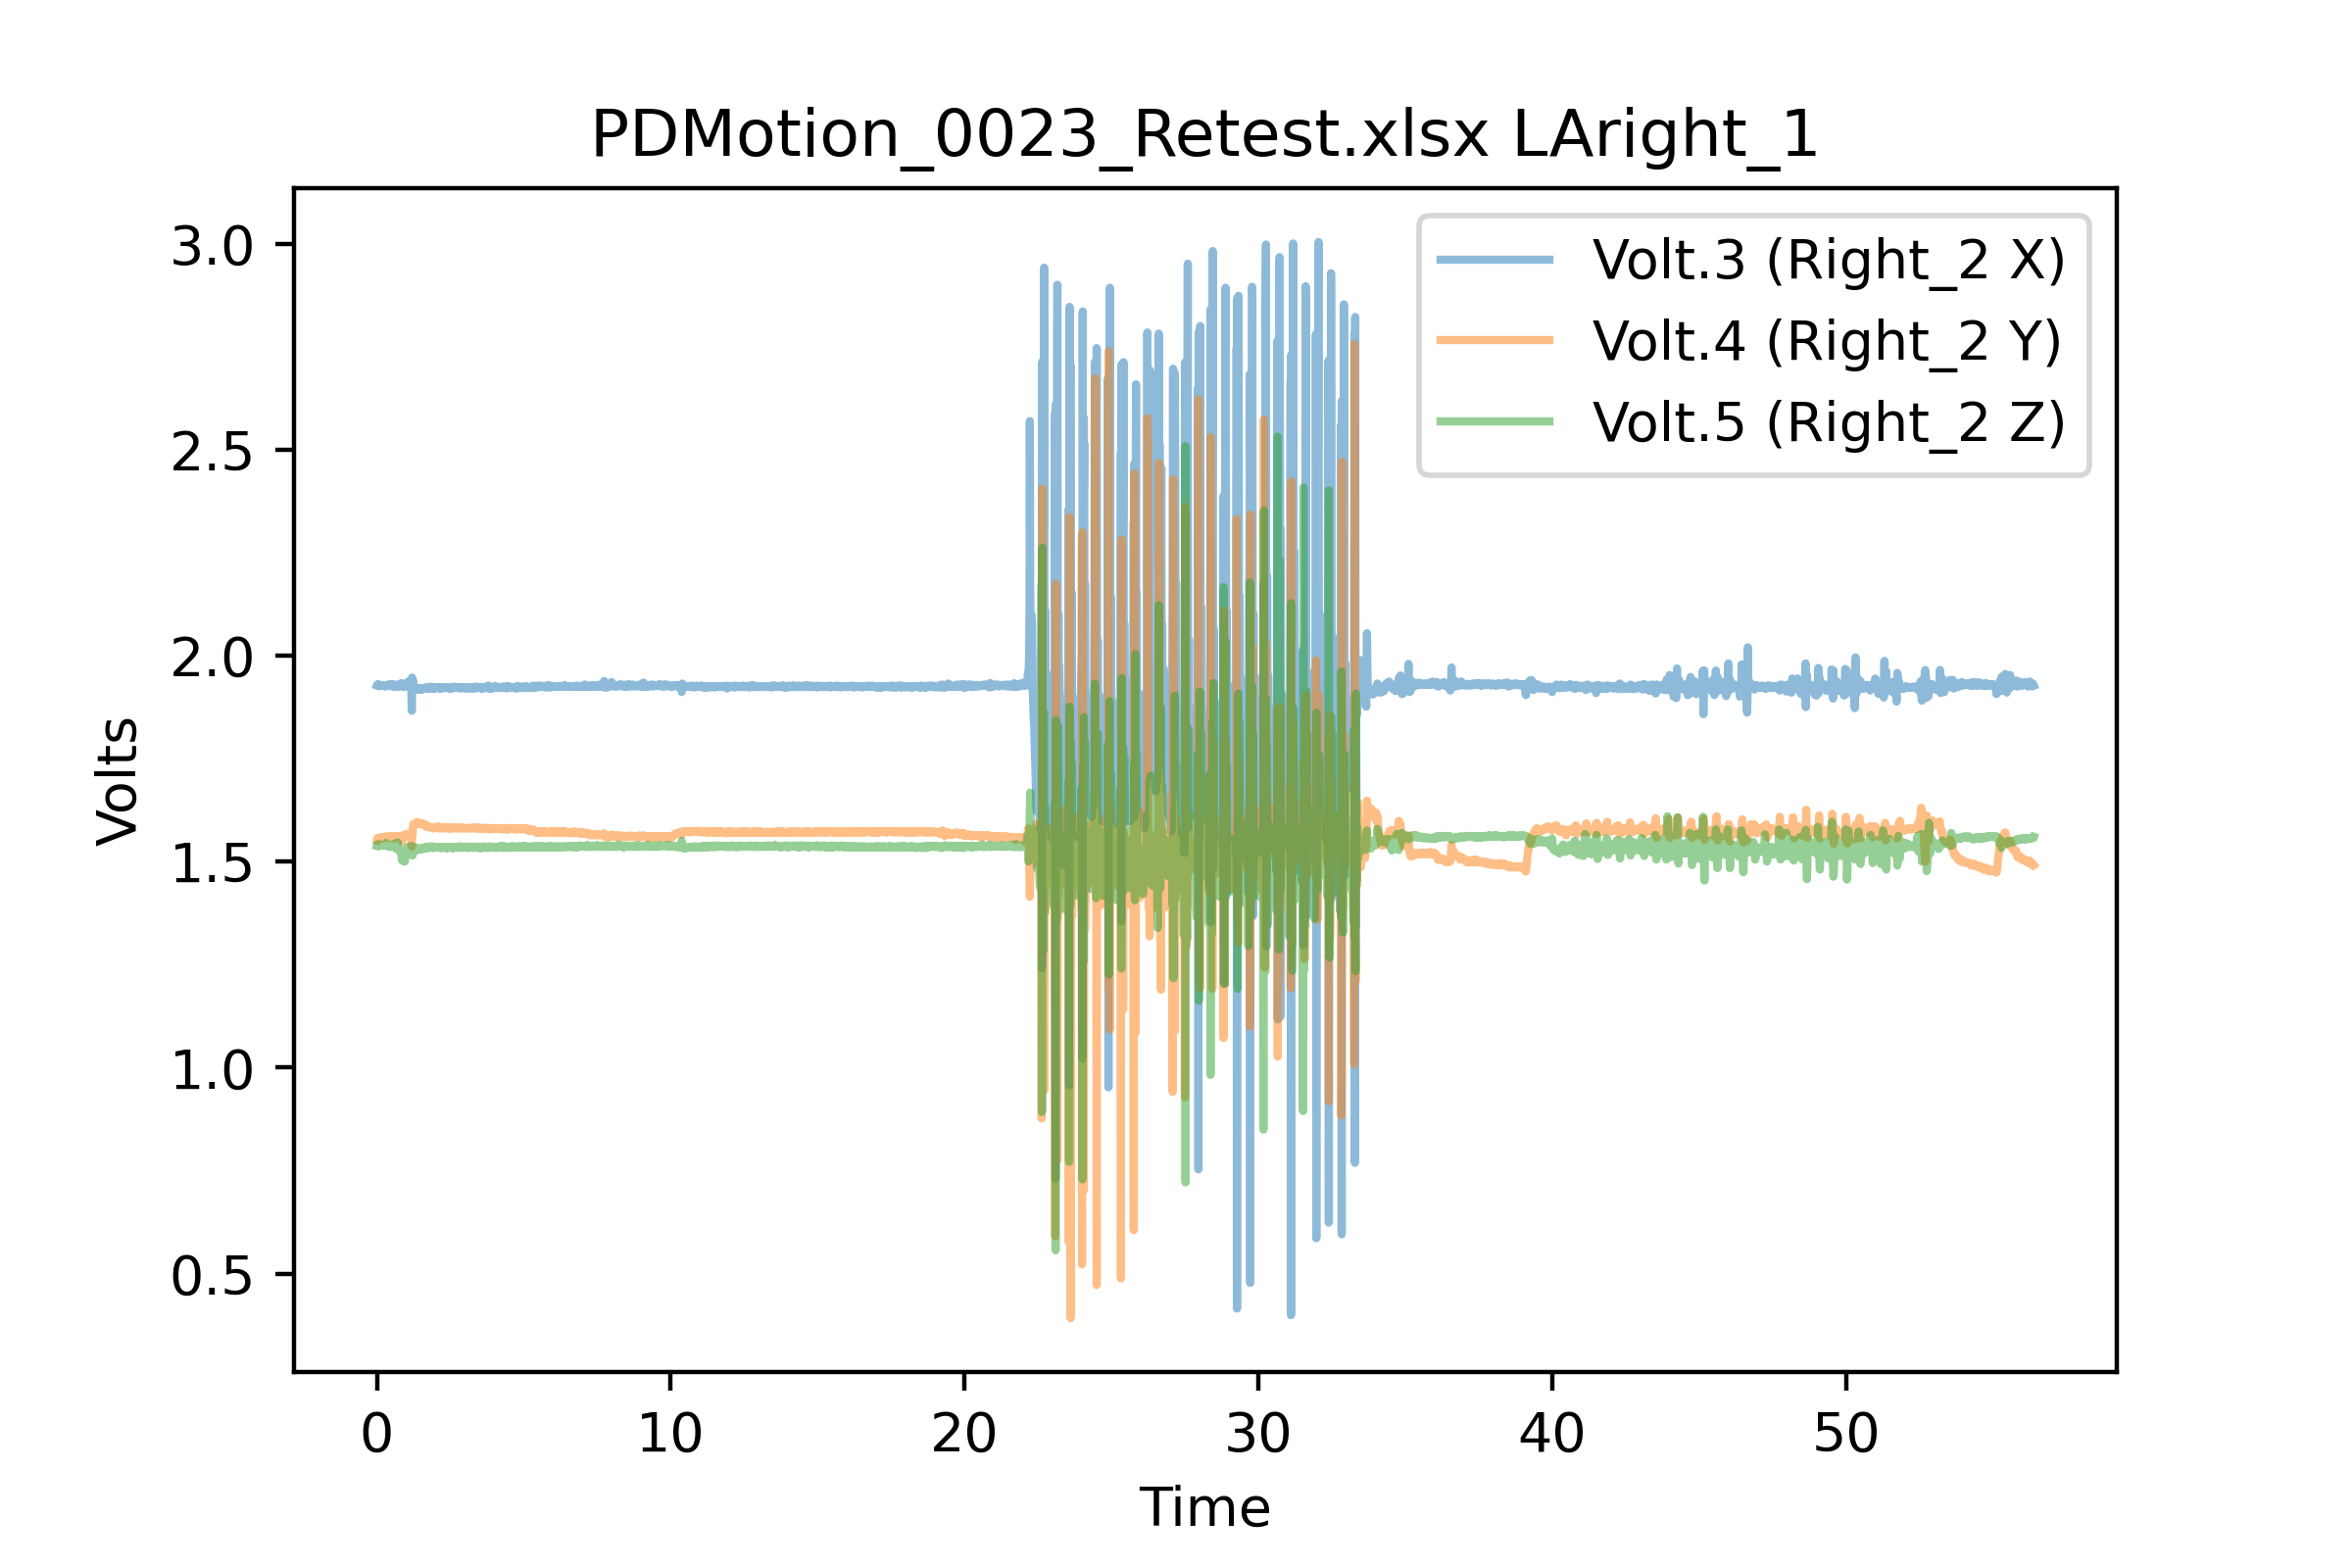 PDMotion_0023_Retest.xlsx LAright_1
Volt.3 (Right_2 X)
Volt.4 (Right_2 Y)
Volt.5 (Right_2 Z)
Volts
3.0
2.5
2.0
1.5
1.0
0.5
0 10 20 30 40 50
Time